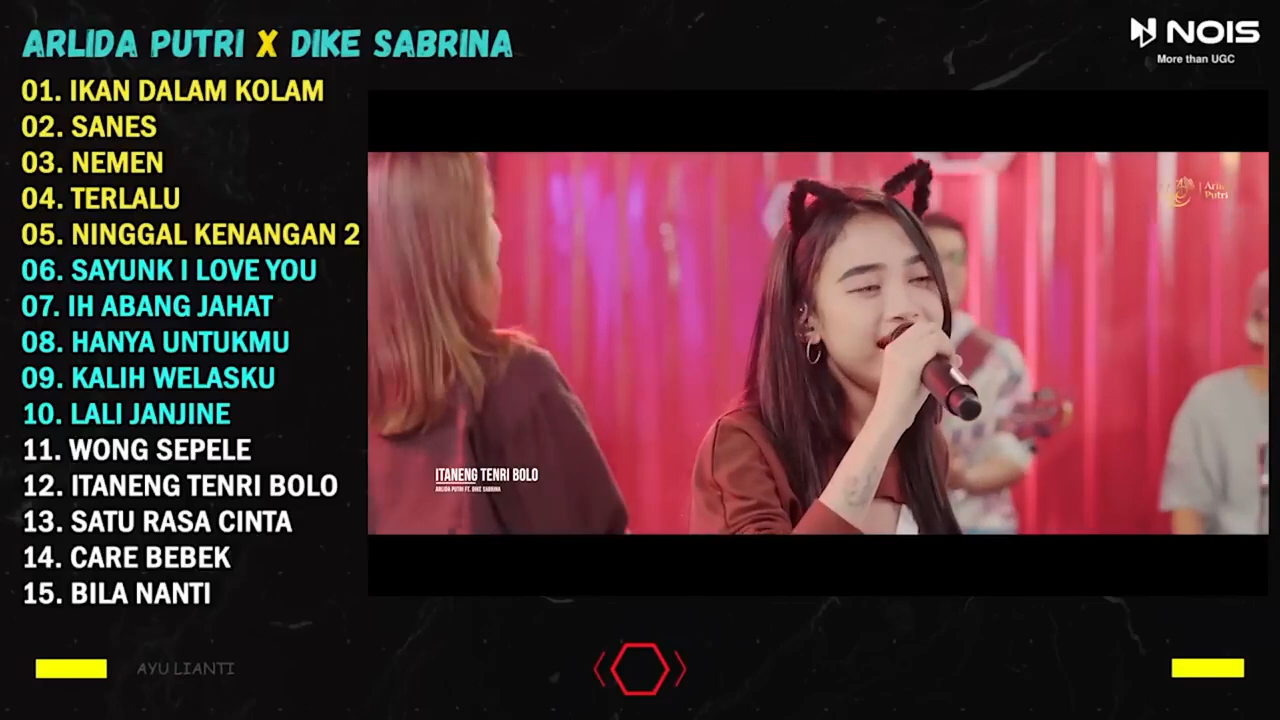 ARLIDA PUTRI X DIKE SABRINA
NOIS
More than UGC
01. IKAN DALAM KOLAM
02. SANES
03. NEMEN
04. TERLALU
05. NINGGAL KENANGAN 2
06. SAYUNK I LOVE YOU
07. IH ABANG JAHAT
08. HANYA UNTUKMU
09. KALIH WELASKU
10. LALI JANJINE
11. WONG SEPELE
12. ITANENG TENRI BOLO
13. SATU RASA CINTA
14. CARE BEBEK
15. BILA NANTI
Putri
ITANENG TENRI BOLO
ARLIDA PUTRI FT. DIKE SABRINA
AYU LIANTI